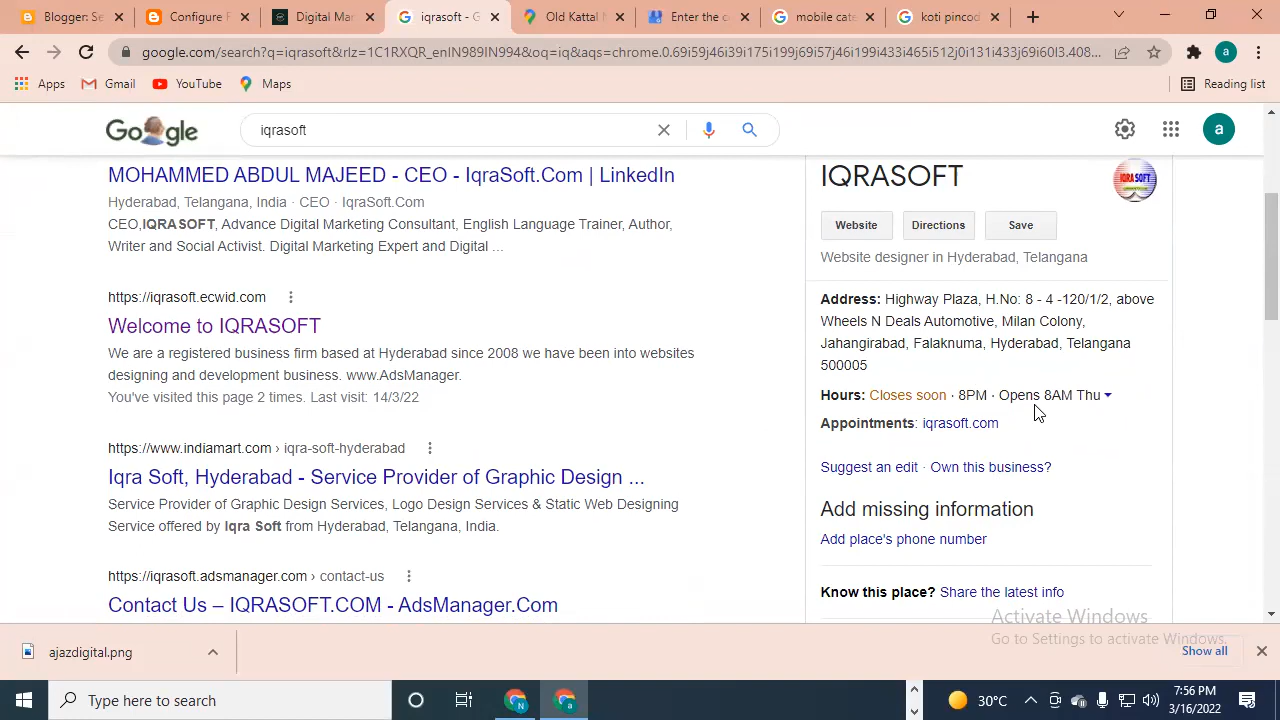 Blogger: Se
Configure F
Digital Mar
iqrasoft - G
Old Kattal M
Enter the c
mobile cate
koti pincod
google.com/search?q=iqrasoft&rlz=1C1RXQR_enIN989IN994&oq=iq&aqs=chrome.0.69i59j46i39i175i199j69i57j46i199i433i465i512j0i131i433j69i60l3.408...
Apps
Gmail
YouTube
Maps
Reading list
Google
iqrasoft
a
MOHAMMED ABDUL MAJEED - CEO - IqraSoft.Com | LinkedIn
Hyderabad, Telangana, India · CEO · IqraSoft.Com
CEO,IQRASOFT, Advance Digital Marketing Consultant, English Language Trainer, Author,
Writer and Social Activist. Digital Marketing Expert and Digital ...
https://iqrasoft.ecwid.com
Welcome to IQRASOFT
We are a registered business firm based at Hyderabad since 2008 we have been into websites
designing and development business. www.AdsManager.
You've visited this page 2 times. Last visit: 14/3/22
https://www.indiamart.com › iqra-soft-hyderabad
Iqra Soft, Hyderabad - Service Provider of Graphic Design ...
Service Provider of Graphic Design Services, Logo Design Services & Static Web Designing
Service offered by Iqra Soft from Hyderabad, Telangana, India.
https://iqrasoft.adsmanager.com › contact-us
Contact Us – IQRASOFT.COM - AdsManager.Com
IQRASOFT
IQRA SOFT
Website
Directions
Save
Website designer in Hyderabad, Telangana
Address: Highway Plaza, H.No: 8 - 4 -120/1/2, above
Wheels N Deals Automotive, Milan Colony,
Jahangirabad, Falaknuma, Hyderabad, Telangana
500005
Hours: Closes soon · 8PM · Opens 8AM Thu
Appointments: iqrasoft.com
Suggest an edit · Own this business?
Add missing information
Add place's phone number
Know this place? Share the latest info
Activate Windows
Go to Settings to activate Windows.
ajazdigital.png
Show all
Type here to search
30°C
7:56 PM
3/16/2022